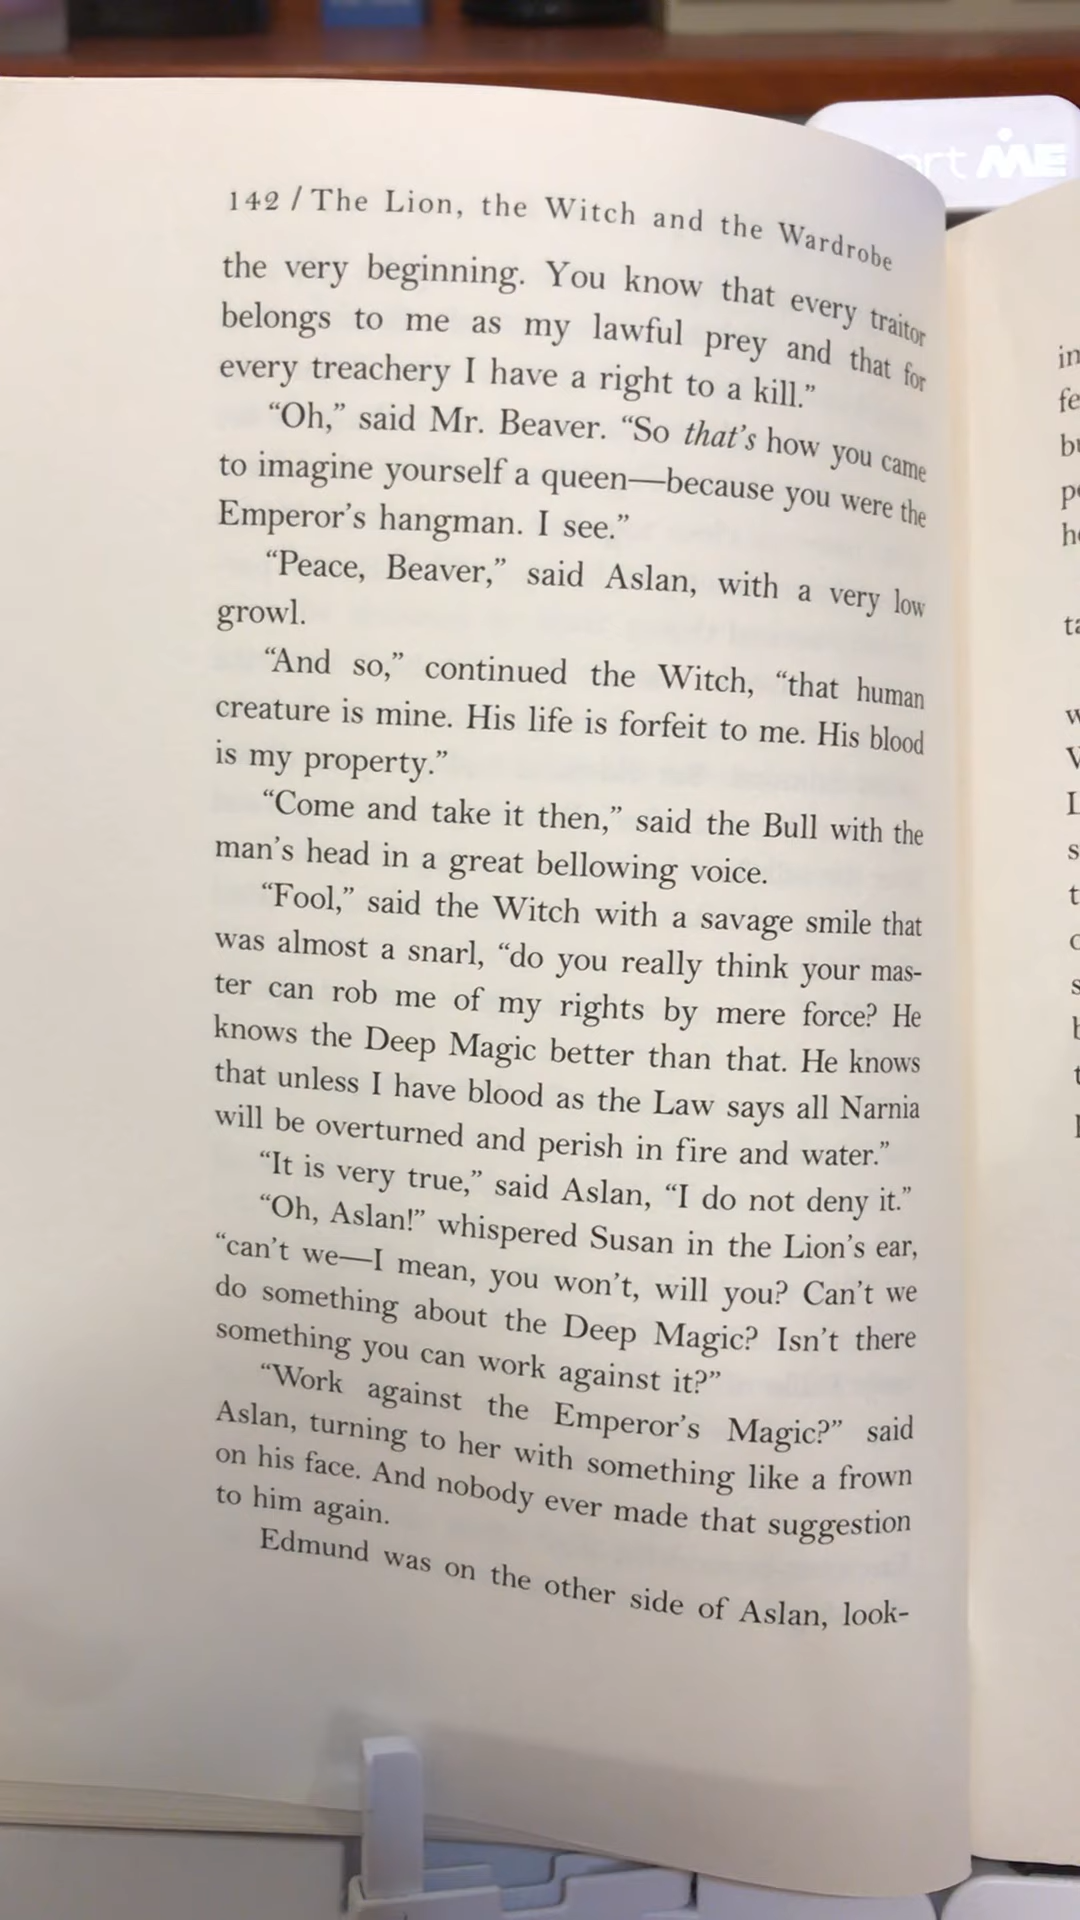 142 / The Lion, the Witch and the Wardrobe
the very beginning. You know that every traitor
belongs to me as my lawful prey and that for
every treachery I have a right to a kill.”
“Oh,” said Mr. Beaver. “So that’s how you came
to imagine yourself a queen—because you were the
Emperor’s hangman. I see.”
“Peace, Beaver,” said Aslan, with a very low
growl.
“And so,” continued the Witch, “that human
creature is mine. His life is forfeit to me. His blood
is my property.”
“Come and take it then,” said the Bull with the
man’s head in a great bellowing voice.
“Fool,” said the Witch with a savage smile that
was almost a snarl, “do you really think your mas-
ter can rob me of my rights by mere force? He
knows the Deep Magic better than that. He knows
that unless I have blood as the Law says all Narnia
will be overturned and perish in fire and water.”
“It is very true,” said Aslan, “I do not deny it.”
“Oh, Aslan!” whispered Susan in the Lion’s ear,
“can’t we—I mean, you won’t, will you? Can’t we
do something about the Deep Magic? Isn’t there
something you can work against it?”
“Work against the Emperor’s Magic?” said
Aslan, turning to her with something like a frown
on his face. And nobody ever made that suggestion
to him again.
Edmund was on the other side of Aslan, look-
ME